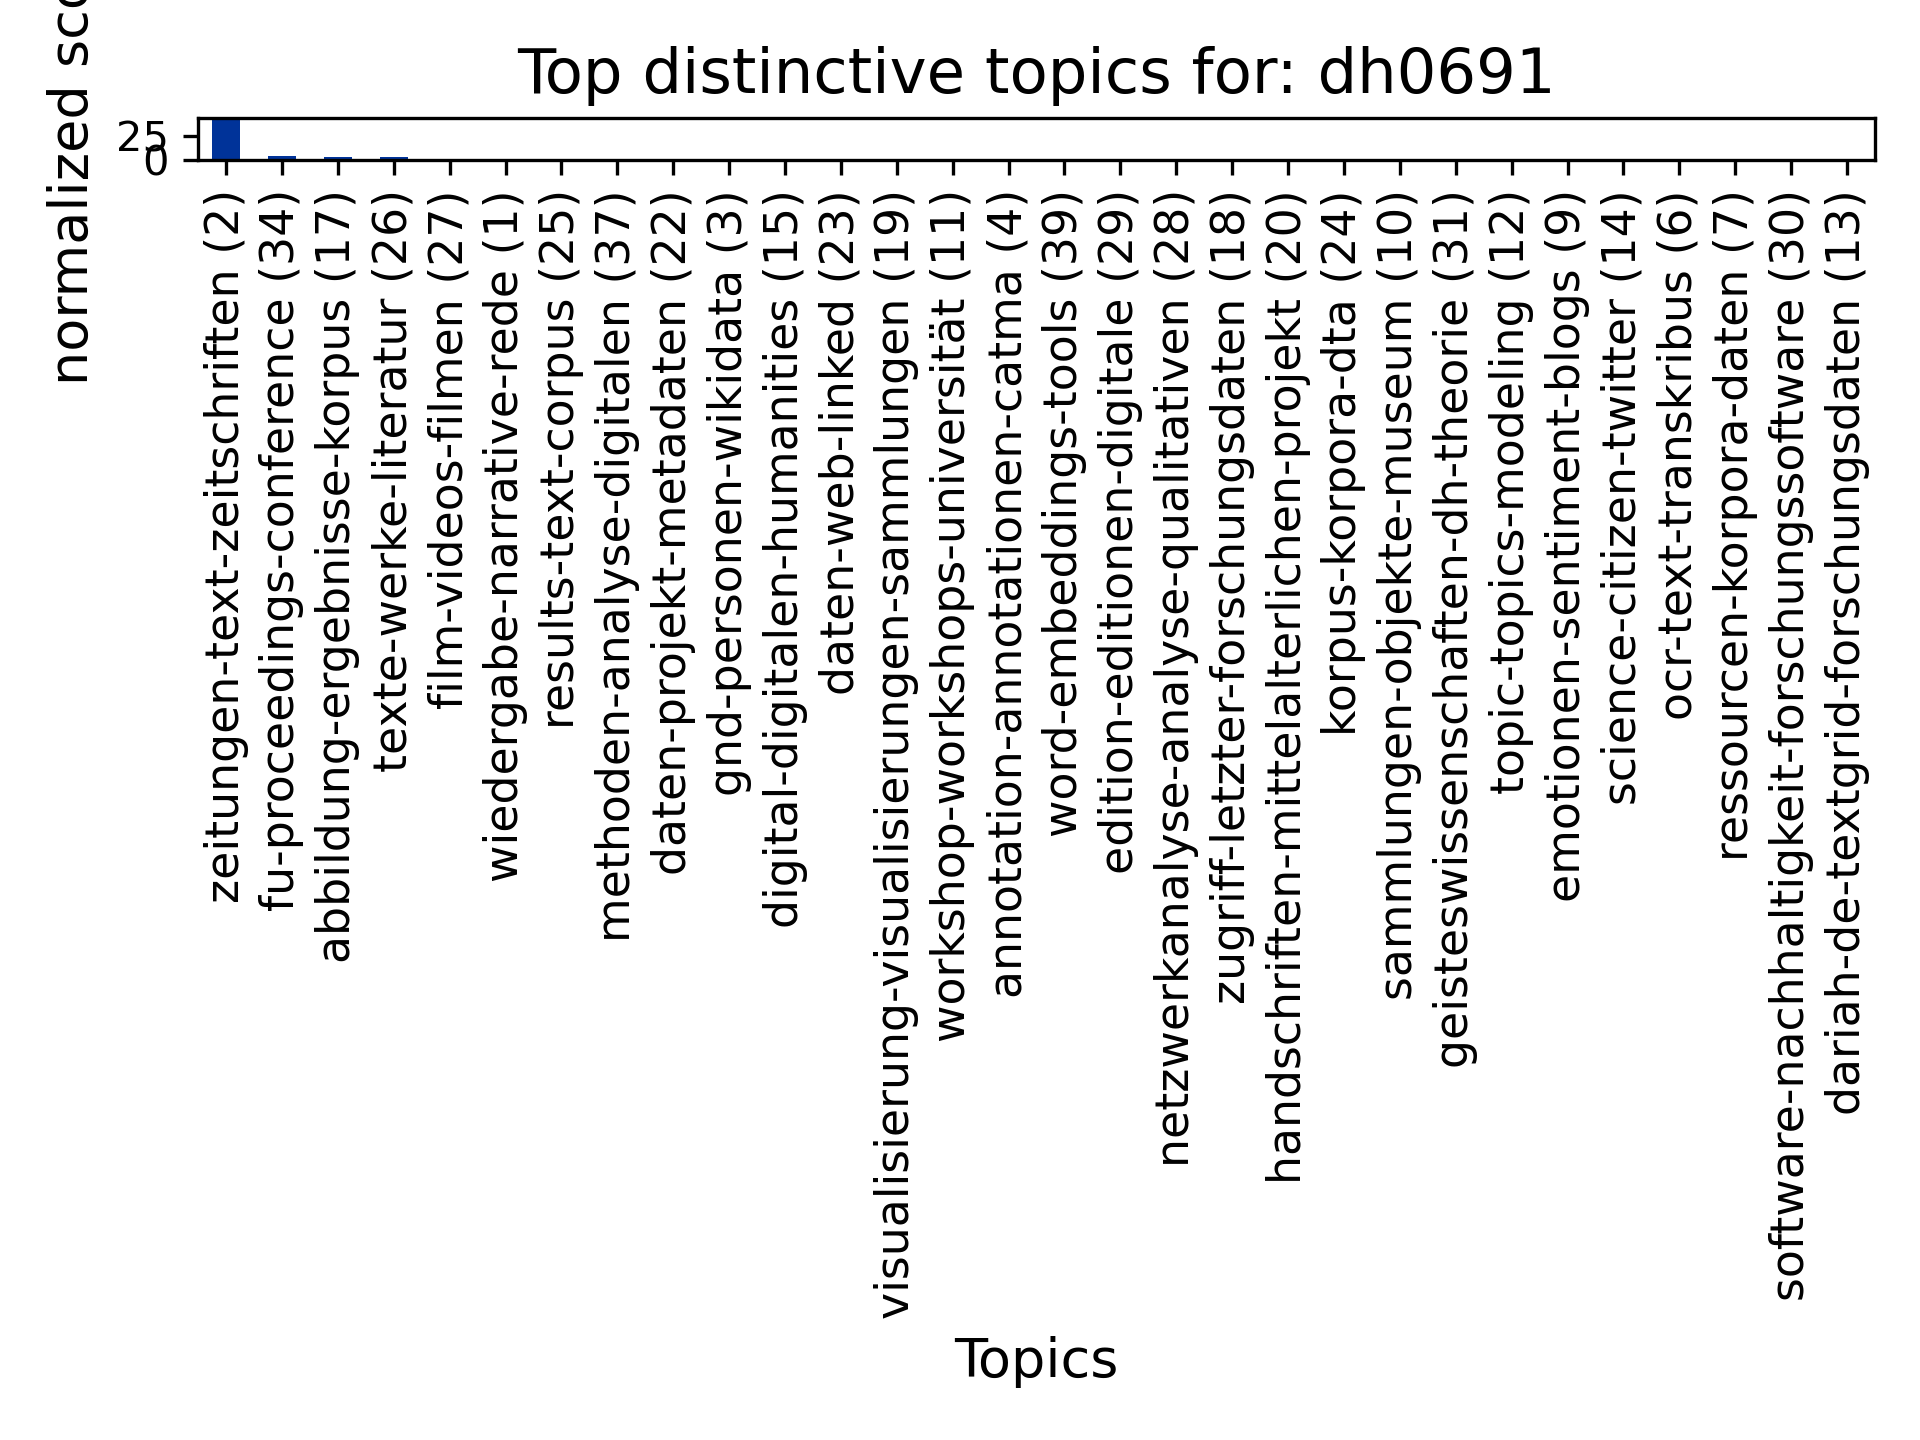 Top distinctive topics for: dh0691
normalized sco
25
0
zeitungen-text-zeitschriften (2)
fu-proceedings-conference (34)
abbildung-ergebnisse-korpus (17)
texte-werke-literatur (26)
film-videos-filmen (27)
wiedergabe-narrative-rede (1)
results-text-corpus (25)
methoden-analyse-digitalen (37)
daten-projekt-metadaten (22)
gnd-personen-wikidata (3)
digital-digitalen-humanities (15)
daten-web-linked (23)
visualisierung-visualisierungen-sammlungen (19)
workshop-workshops-universität (11)
annotation-annotationen-catma (4)
word-embeddings-tools (39)
edition-editionen-digitale (29)
netzwerkanalyse-analyse-qualitativen (28)
zugriff-letzter-forschungsdaten (18)
handschriften-mittelalterlichen-projekt (20)
korpus-korpora-dta (24)
sammlungen-objekte-museum (10)
geisteswissenschaften-dh-theorie (31)
topic-topics-modeling (12)
emotionen-sentiment-blogs (9)
science-citizen-twitter (14)
ocr-text-transkribus (6)
ressourcen-korpora-daten (7)
software-nachhaltigkeit-forschungssoftware (30)
dariah-de-textgrid-forschungsdaten (13)
Topics